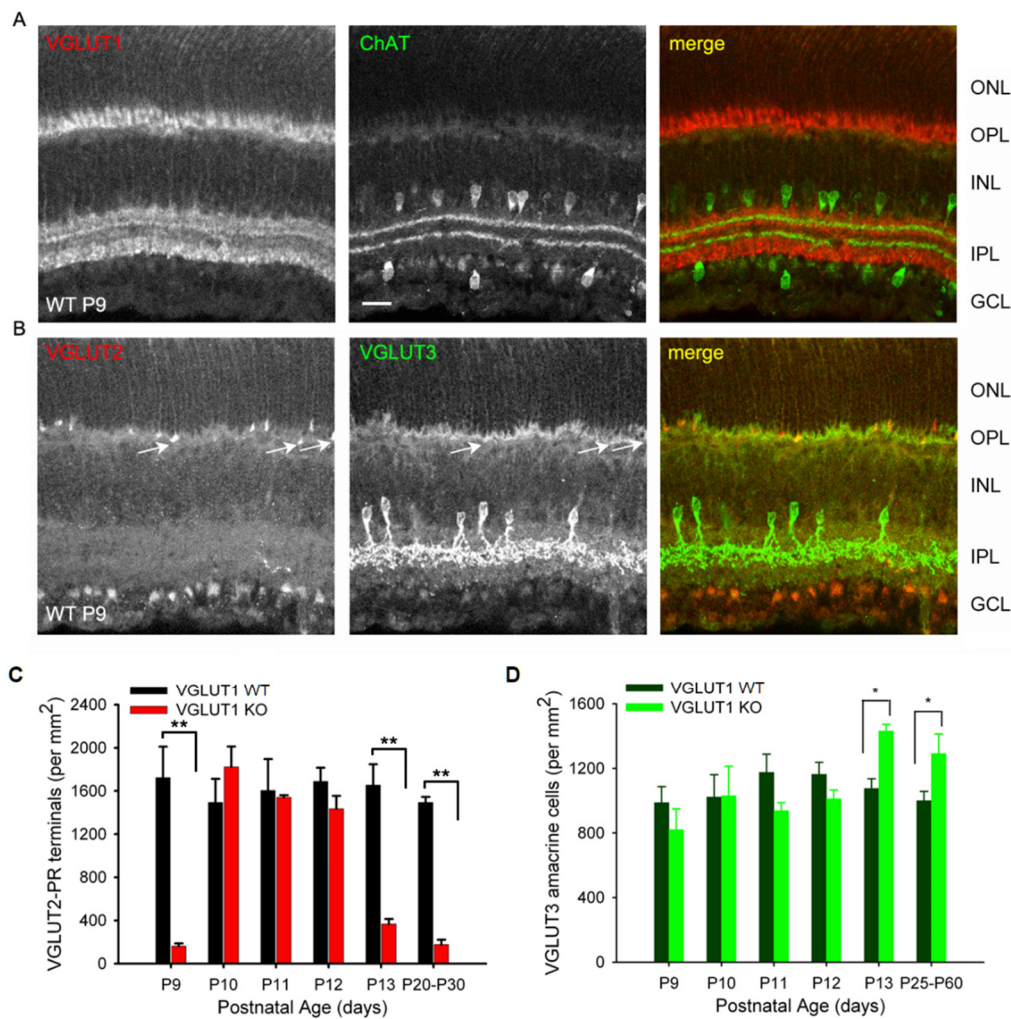 A
VGLUT1
ChAT
merge
ONL
OPL
INL
IPL
GCL
WT P9
B
VGLUT2
VGLUT3
merge
ONL
OPL
INL
IPL
GCL
WT P9
C
VGLUT1 WT
VGLUT1 KO
VGLUT2-PR terminals (per mm²)
2400
2000
1600
1200
800
400
0
**
**
**
P9 P10 P11 P12 P13 P20-P30
Postnatal Age (days)
D
VGLUT1 WT
VGLUT1 KO
VGLUT3 amacrine cells (per mm²)
1600
1200
800
400
0
*
*
P9 P10 P11 P12 P13 P25-P60
Postnatal Age (days)